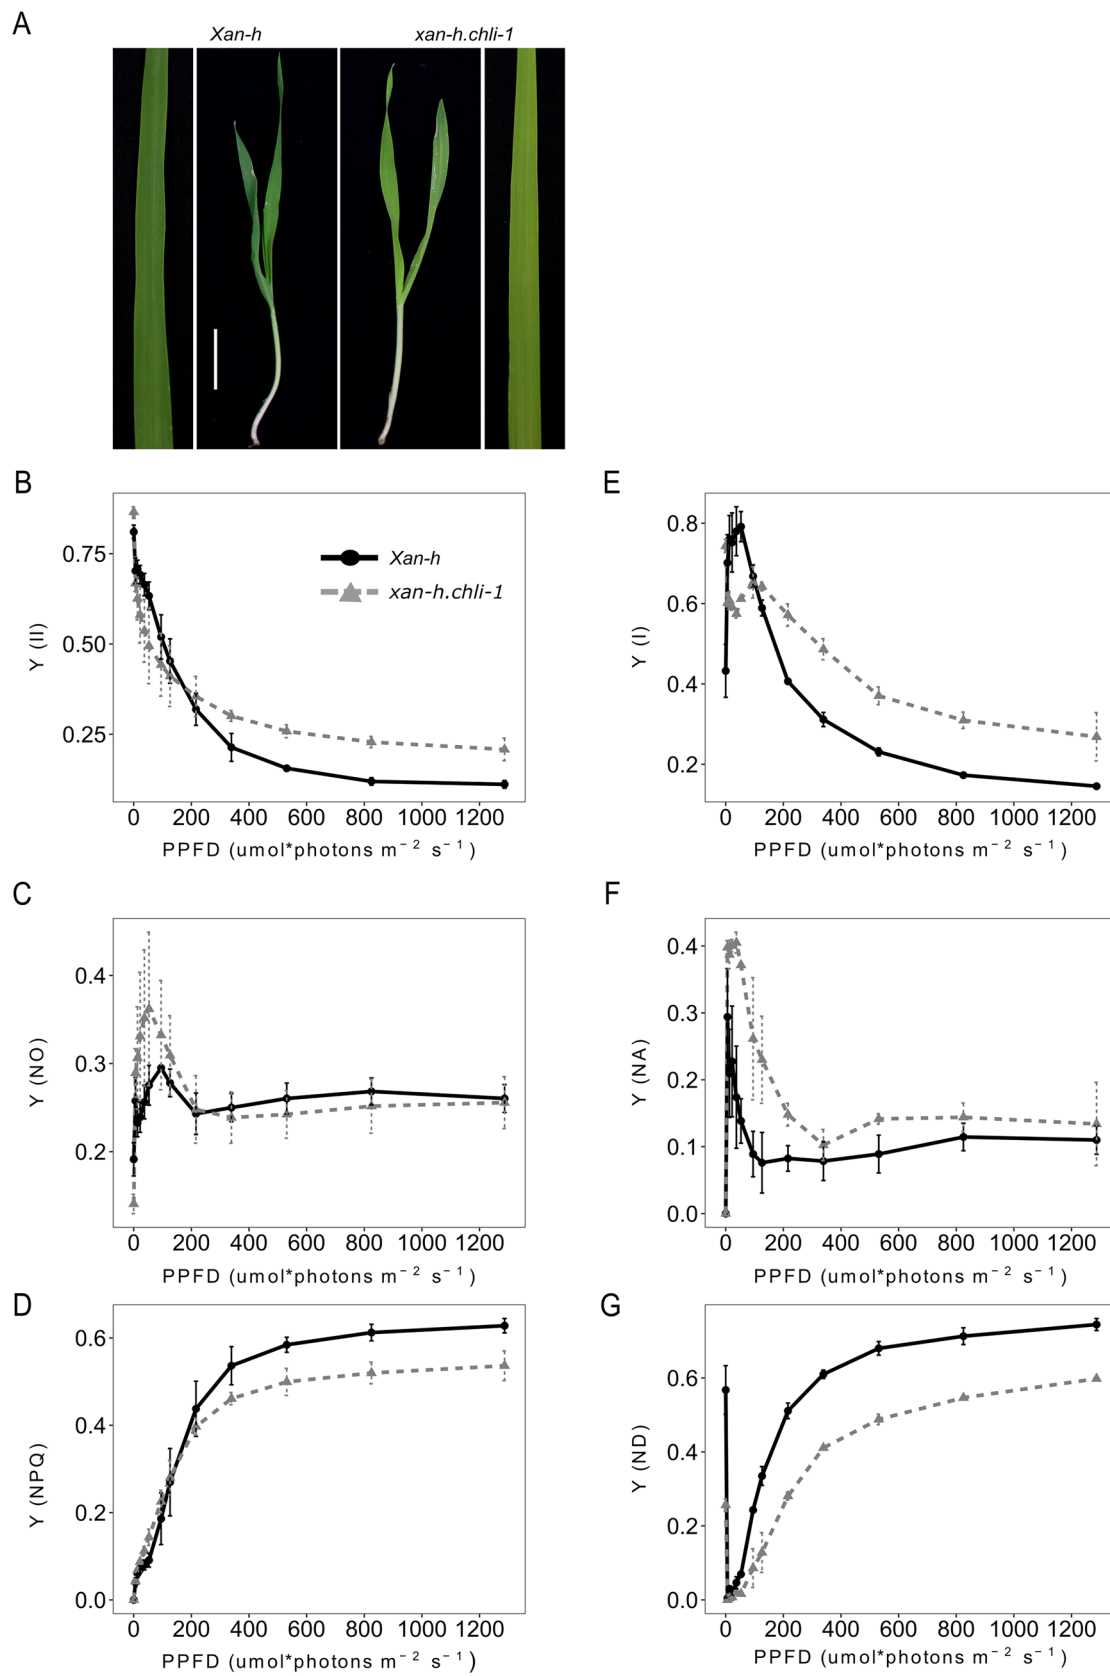 A
Xan-h xan-h.chli-1
B
Y (II)
0.75
0.50
0.25
Xan-h
xan-h.chli-1
0 200 400 600 800 1000 1200
PPFD (umol*photons m⁻² s⁻¹)
E
Y (I)
0.8
0.6
0.4
0.2
0 200 400 600 800 1000 1200
PPFD (umol*photons m⁻² s⁻¹)
C
Y (NO)
0.4
0.3
0.2
0 200 400 600 800 1000 1200
PPFD (umol*photons m⁻² s⁻¹)
F
Y (NA)
0.4
0.3
0.2
0.1
0.0
0 200 400 600 800 1000 1200
PPFD (umol*photons m⁻² s⁻¹)
D
Y (NPQ)
0.6
0.4
0.2
0.0
0 200 400 600 800 1000 1200
PPFD (umol*photons m⁻² s⁻¹)
G
Y (ND)
0.6
0.4
0.2
0.0
0 200 400 600 800 1000 1200
PPFD (umol*photons m⁻² s⁻¹)